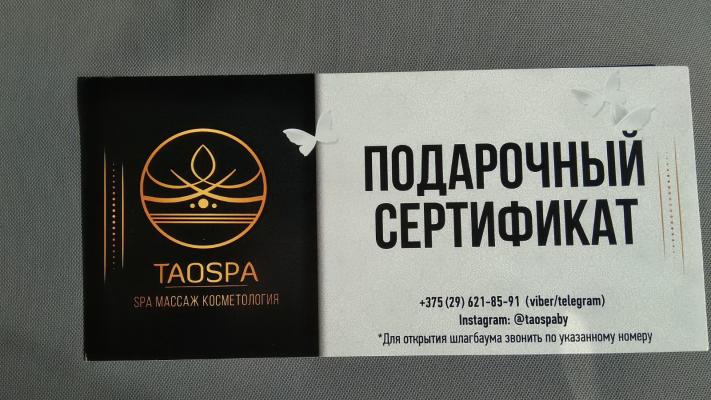 TAOSPA
SPA МАССАЖ КОСМЕТОЛОГИЯ
ПОДАРОЧНЫЙ
СЕРТИФИКАТ
+375 (29) 621-85-91 (viber/telegram)
Instagram: @taospaby
*Для открытия шлагбаума звонить по указанному номеру